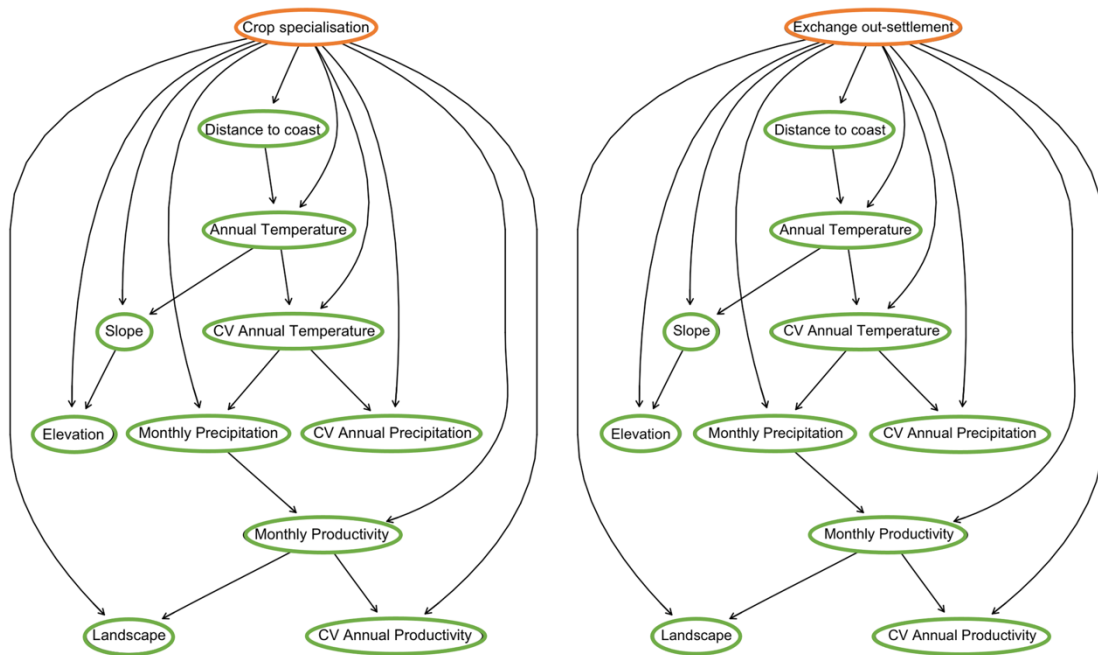 Crop specialisation
Distance to coast
Annual Temperature
Slope
CV Annual Temperature
Elevation
Monthly Precipitation
CV Annual Precipitation
Monthly Productivity
Landscape
CV Annual Productivity
Exchange out-settlement
Distance to coast
Annual Temperature
Slope
CV Annual Temperature
Elevation
Monthly Precipitation
CV Annual Precipitation
Monthly Productivity
Landscape
CV Annual Productivity